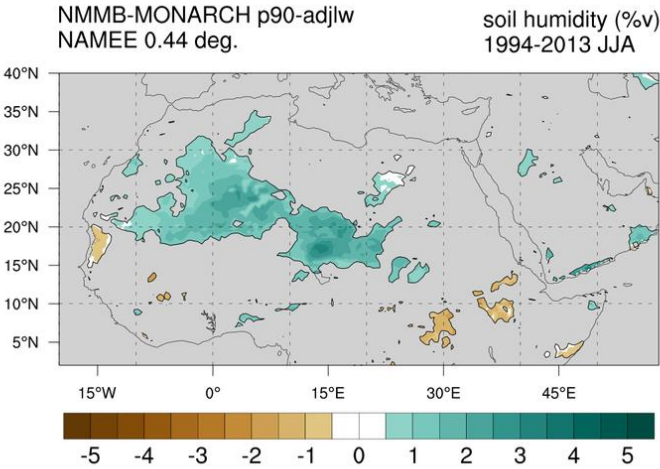 NMMB-MONARCH p90-adjlw
NAMEE 0.44 deg.
soil humidity (%v)
1994-2013 JJA
40°N
35°N
30°N
25°N
20°N
15°N
10°N
5°N
15°W 0° 15°E 30°E 45°E
-5 -4 -3 -2 -1 0 1 2 3 4 5